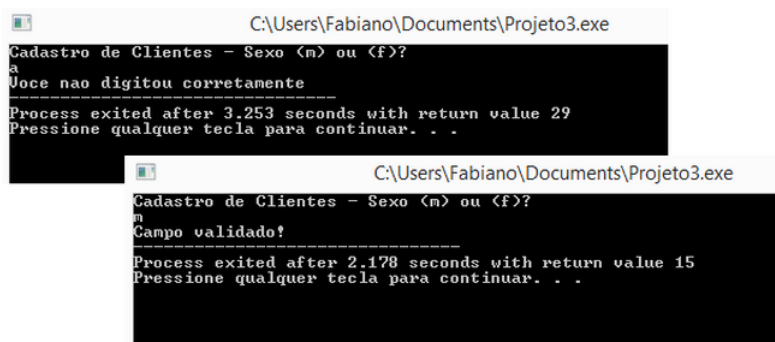 C:\Users\Fabiano\Documents\Projeto3.exe
Cadastro de Clientes - Sexo (m) ou (f)?
a
Voce nao digitou corretamente
--------------------------------
Process exited after 3.253 seconds with return value 29
Pressione qualquer tecla para continuar. . .
C:\Users\Fabiano\Documents\Projeto3.exe
Cadastro de Clientes - Sexo (m) ou (f)?
m
Campo validado!
--------------------------------
Process exited after 2.178 seconds with return value 15
Pressione qualquer tecla para continuar. . .